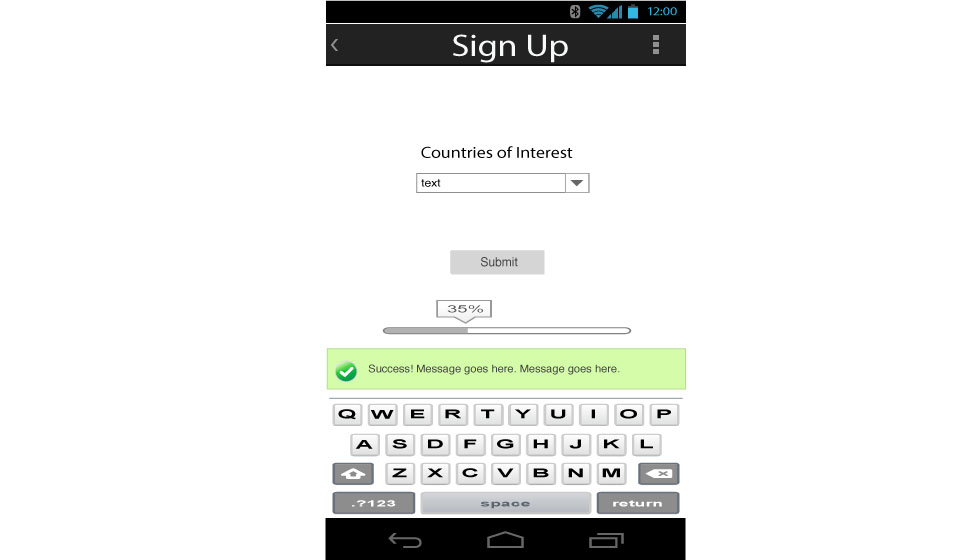 12:00
Sign Up
Countries of Interest
text
Submit
35%
Success! Message goes here. Message goes here.
Q W E R T Y U I O P
A S D F G H J K L
Z X C V B N M
.?123 space return